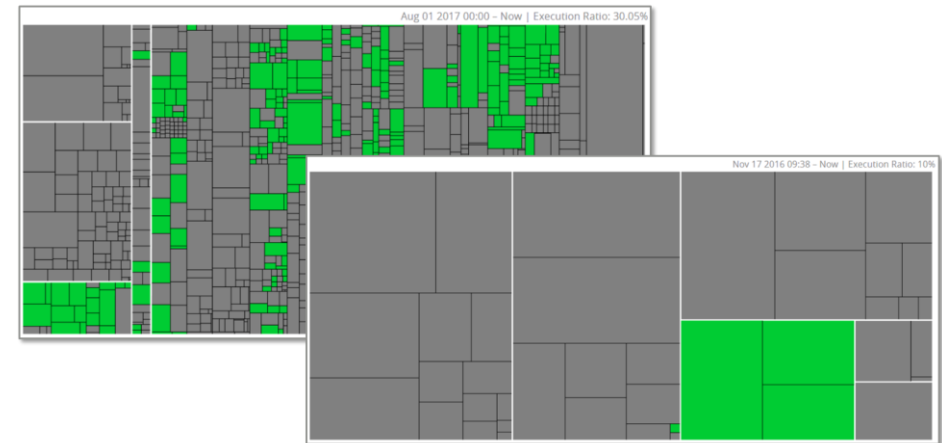 Aug 01 2017 00:00 – Now | Execution Ratio: 30.05%
Nov 17 2016 09:38 – Now | Execution Ratio: 10%